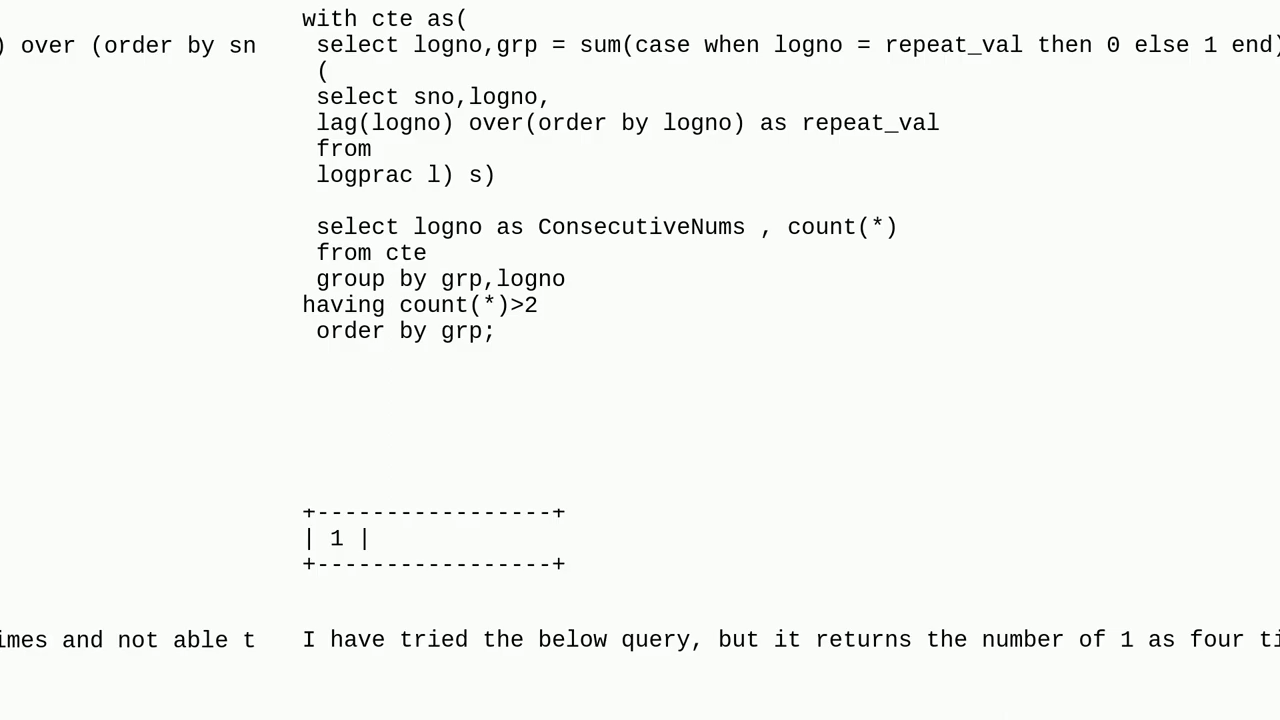 with cte as(
) over (order by sn
select logno,grp = sum(case when logno = repeat_val then 0 else 1 end)
(
select sno,logno,
lag(logno) over(order by logno) as repeat_val
from
logprac l) s)
select logno as ConsecutiveNums , count(*)
from cte
group by grp,logno
having count(*)>2
order by grp;
+-----------------+
| 1 |
+-----------------+
imes and not able t
I have tried the below query, but it returns the number of 1 as four ti